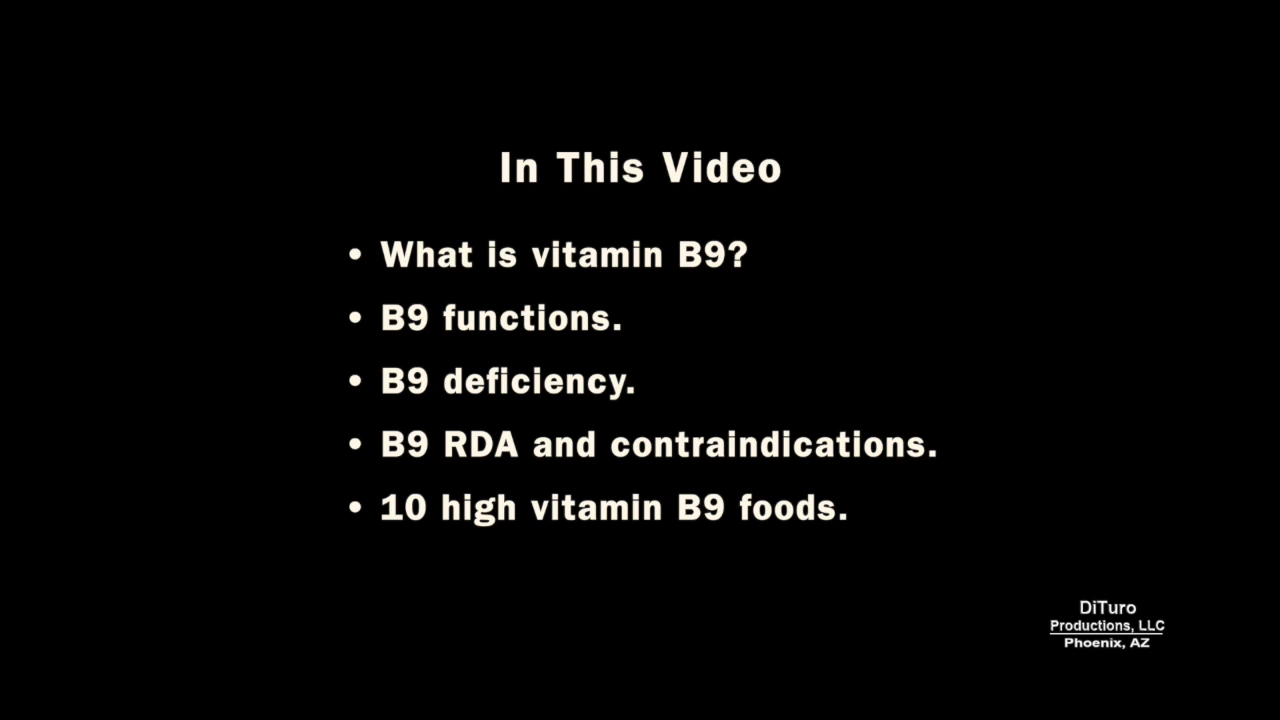 In This Video
• What is vitamin B9?
• B9 functions.
• B9 deficiency.
• B9 RDA and contraindications.
• 10 high vitamin B9 foods.
DiTuro
Productions, LLC
Phoenix, AZ